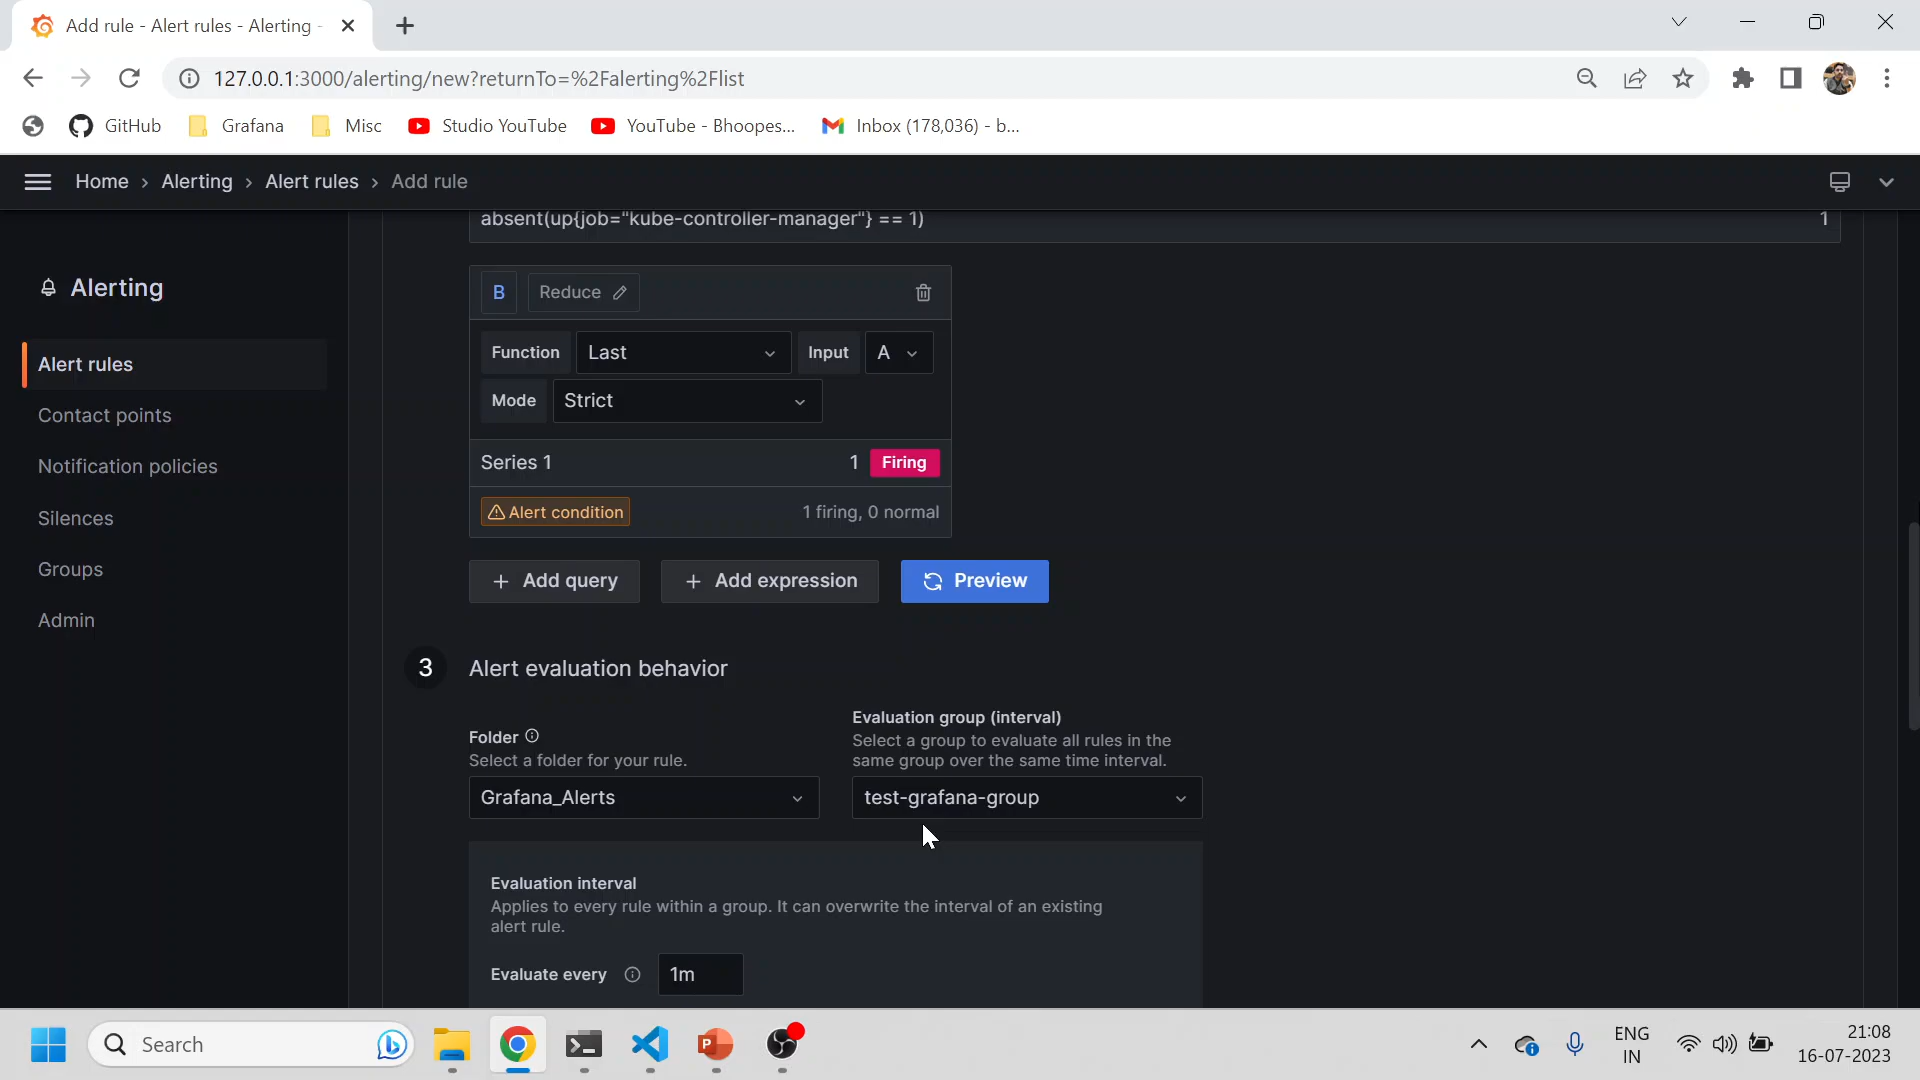 Add rule - Alert rules - Alerting -
127.0.0.1:3000/alerting/new?returnTo=%2Falerting%2Flist
GitHub
Grafana
Misc
Studio YouTube
YouTube - Bhoopes...
Inbox (178,036) - b...
Home › Alerting › Alert rules › Add rule
absent(up{job="kube-controller-manager"} == 1)
1
Alerting
Alert rules
Contact points
Notification policies
Silences
Groups
Admin
B
Reduce
Function
Last
Input
A
Mode
Strict
Series 1
1
Firing
Alert condition
1 firing, 0 normal
+ Add query
+ Add expression
Preview
3
Alert evaluation behavior
Folder
Select a folder for your rule.
Grafana_Alerts
Evaluation group (interval)
Select a group to evaluate all rules in the
same group over the same time interval.
test-grafana-group
Evaluation interval
Applies to every rule within a group. It can overwrite the interval of an existing
alert rule.
Evaluate every
1m
Search
P
ENG
IN
21:08
16-07-2023